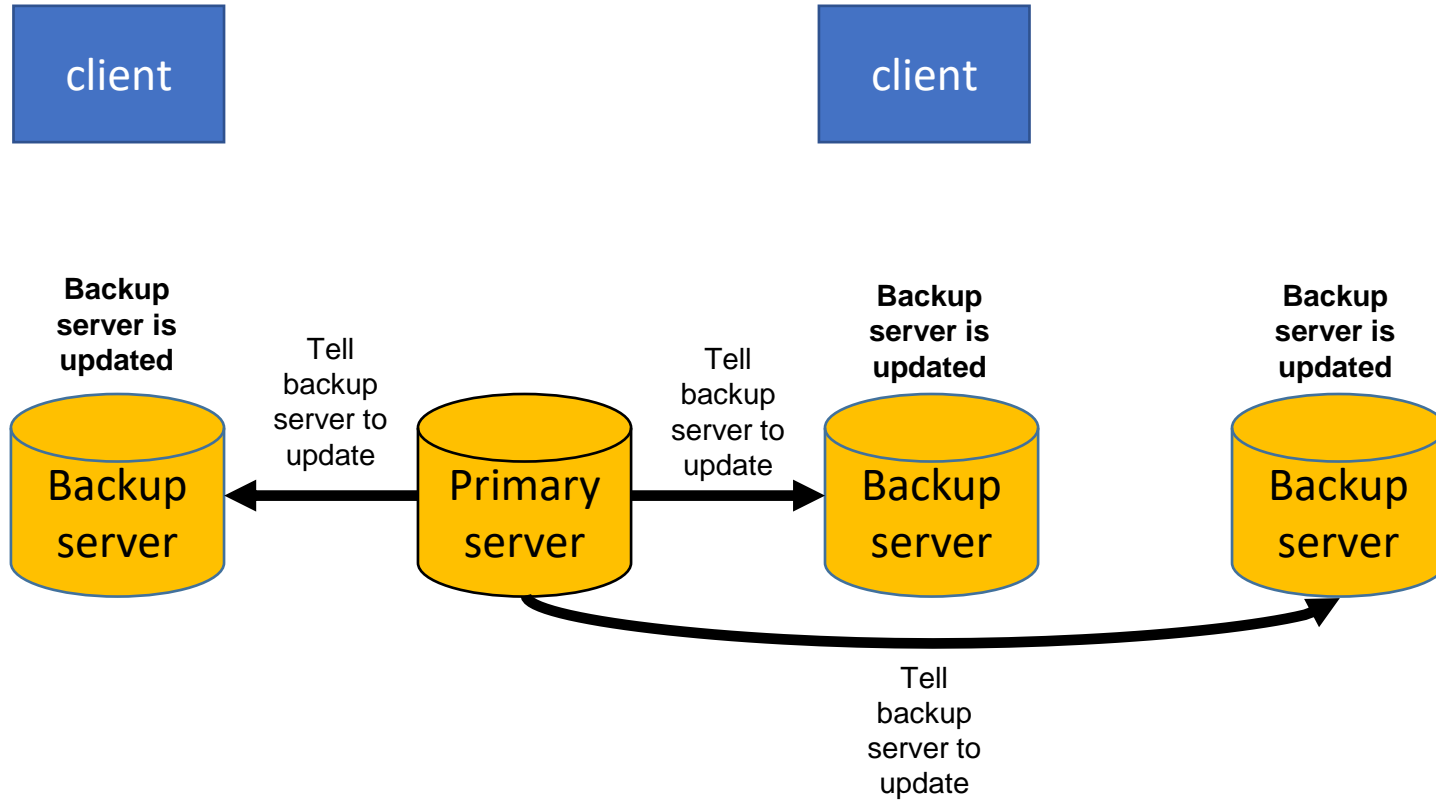 client
client
Backup
server is
updated
Tell
backup
server to
update
Tell
backup
server to
update
Backup
server is
updated
Backup
server is
updated
Backup
server
Primary
server
Backup
server
Backup
server
Tell
backup
server to
update